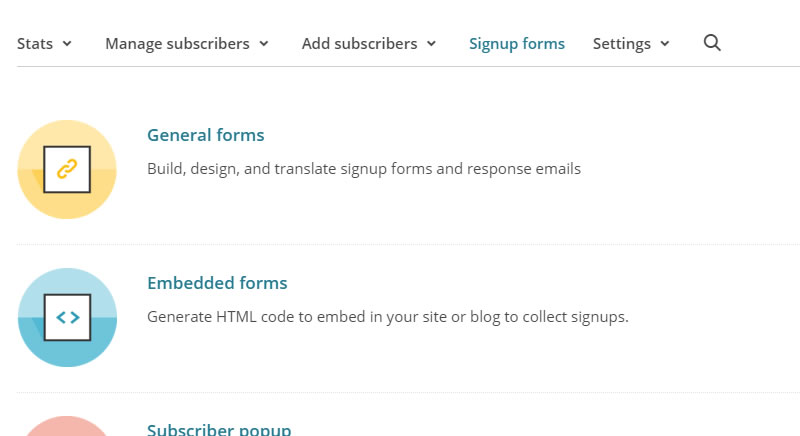 Stats Manage subscribers Add subscribers Signup forms Settings
General forms
Build, design, and translate signup forms and response emails
Embedded forms
Generate HTML code to embed in your site or blog to collect signups.
Subscriber popup